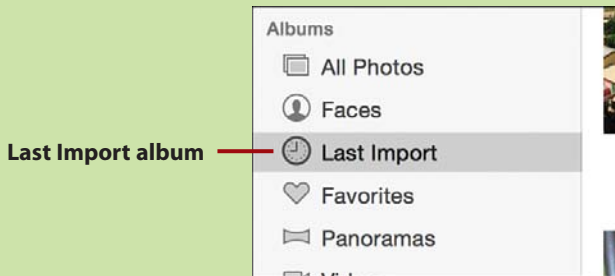 Albums
All Photos
Faces
Last Import album
Last Import
Favorites
Panoramas